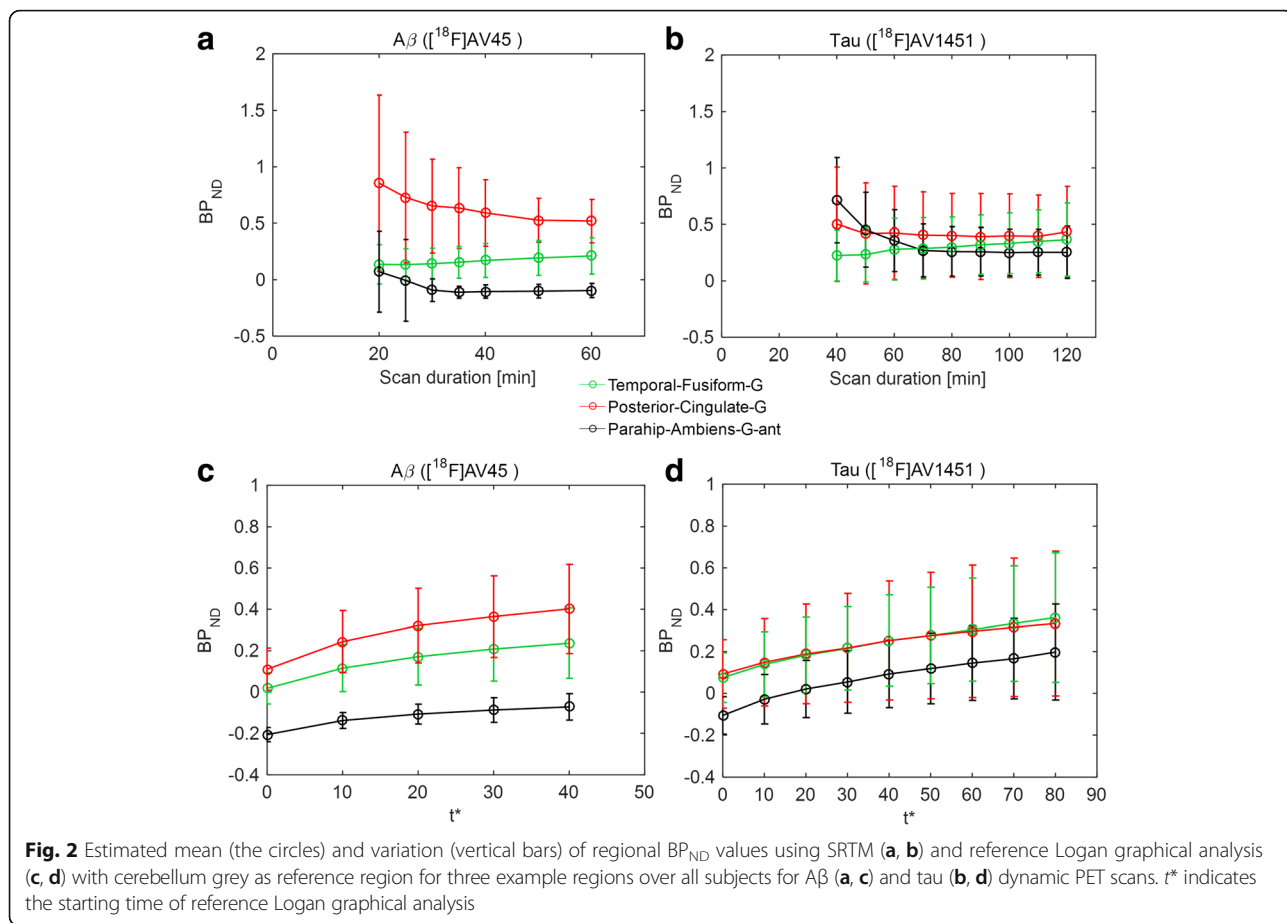 a
Aβ ([18F]AV45 )
2
1.5
1
0.5
0
-0.5
BPND
0 20 40 60
Scan duration [min]
b
Tau ([18F]AV1451 )
2
1.5
1
0.5
0
-0.5
BPND
0 20 40 60 80 100 120
Scan duration [min]
Temporal-Fusiform-G
Posterior-Cingulate-G
Parahip-Ambiens-G-ant
c
Aβ ([18F]AV45 )
1
0.8
0.6
0.4
0.2
0
-0.2
-0.4
BPND
0 10 20 30 40 50
t*
d
Tau ([18F]AV1451 )
1
0.8
0.6
0.4
0.2
0
-0.2
-0.4
BPND
0 10 20 30 40 50 60 70 80 90
t*
Fig. 2 Estimated mean (the circles) and variation (vertical bars) of regional BPND values using SRTM (a, b) and reference Logan graphical analysis
(c, d) with cerebellum grey as reference region for three example regions over all subjects for Aβ (a, c) and tau (b, d) dynamic PET scans. t* indicates
the starting time of reference Logan graphical analysis